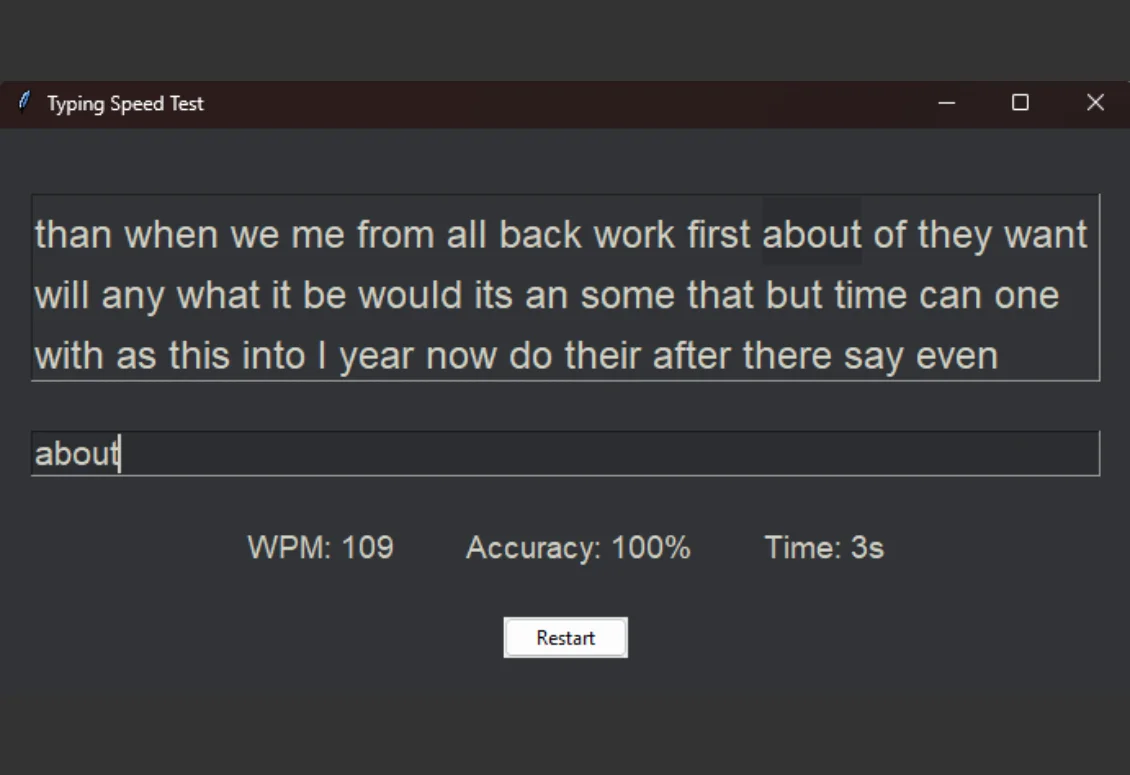 Typing Speed Test
than when we me from all back work first about of they want
will any what it be would its an some that but time can one
with as this into I year now do their after there say even
about
WPM: 109 Accuracy: 100% Time: 3s
Restart